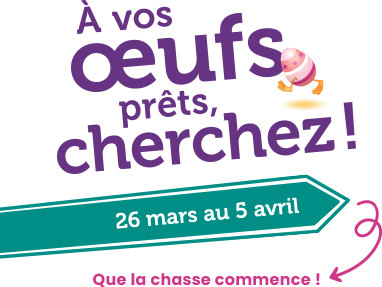 À vos
œufs
prêts,
cherchez !
26 mars au 5 avril
Que la chasse commence !